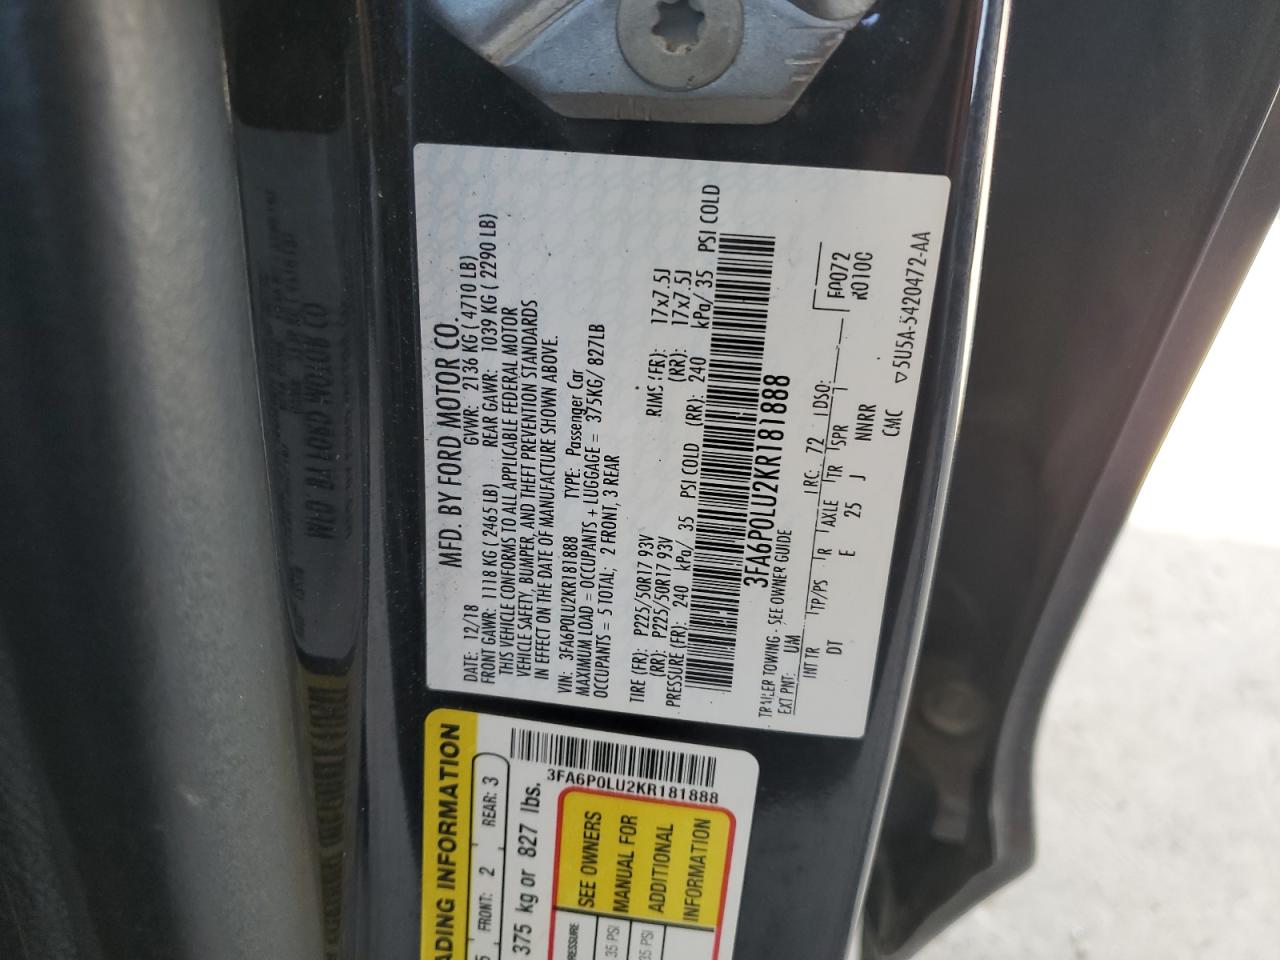 MFD. BY FORD MOTOR CO.
DATE: 12/18 GVWR: 2136 KG ( 4710 LB)
FRONT GAWR: 1118 KG ( 2465 LB) REAR GAWR: 1039 KG ( 2290 LB)
THIS VEHICLE CONFORMS TO ALL APPLICABLE FEDERAL MOTOR
VEHICLE SAFETY, BUMPER, AND THEFT PREVENTION STANDARDS
IN EFFECT ON THE DATE OF MANUFACTURE SHOWN ABOVE.
VIN: 3FA6P0LU2KR181888 TYPE: Passenger Car
MAXIMUM LOAD = OCCUPANTS + LUGGAGE = 375KG/ 827LB
OCCUPANTS = 5 TOTAL; 2 FRONT, 3 REAR
TIRE (FR): P225/50R17 93V RIMS (FR): 17x7.5J
(RR): P225/50R17 93V (RR): 17x7.5J
PRESSURE (FR): 240 kPa/ 35 PSI COLD (RR): 240 kPa/ 35 PSI COLD
3FA6P0LU2KR181888
TRAILER TOWING - SEE OWNER GUIDE
EXT PNT: UM RC: 72 DSO:
INT TR TP/PS R AXLE TR SPR
DT E 25 J NNRR
CMC
▽5U5A-5420472-AA
3FA6P0LU2KR181888
ADING INFORMATION
5 FRONT: 2 REAR: 3
375 kg or 827 lbs.
RESSURE
35 PSI
35 PSI
SEE OWNERS
MANUAL FOR
ADDITIONAL
INFORMATION